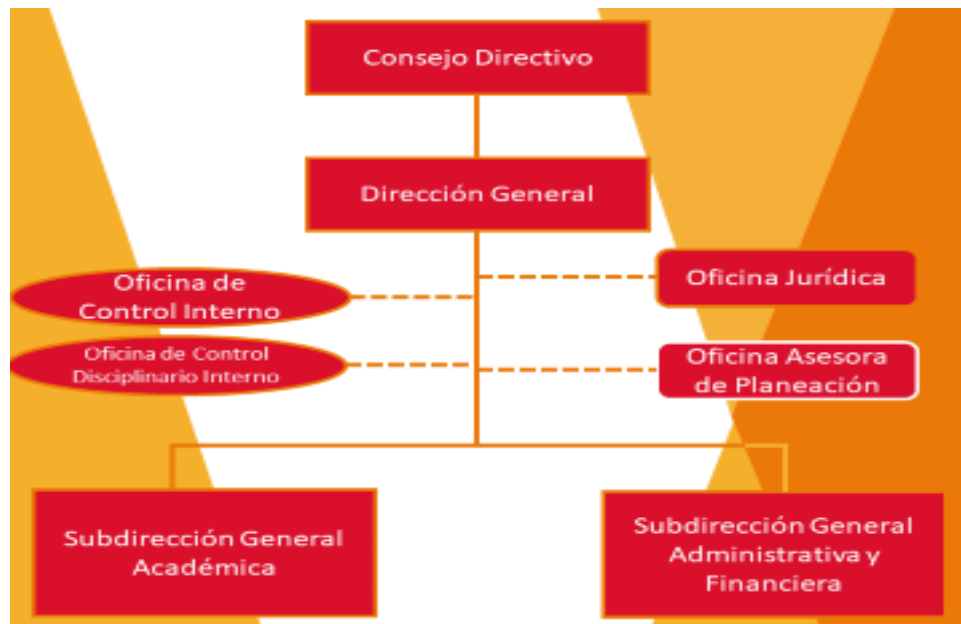 Consejo Directivo
Dirección General
Oficina de
Control Interno
Oficina Jurídica
Oficina de Control
Disciplinario Interno
Oficina Asesora
de Planeación
Subdirección General
Académica
Subdirección General
Administrativa y
Financiera